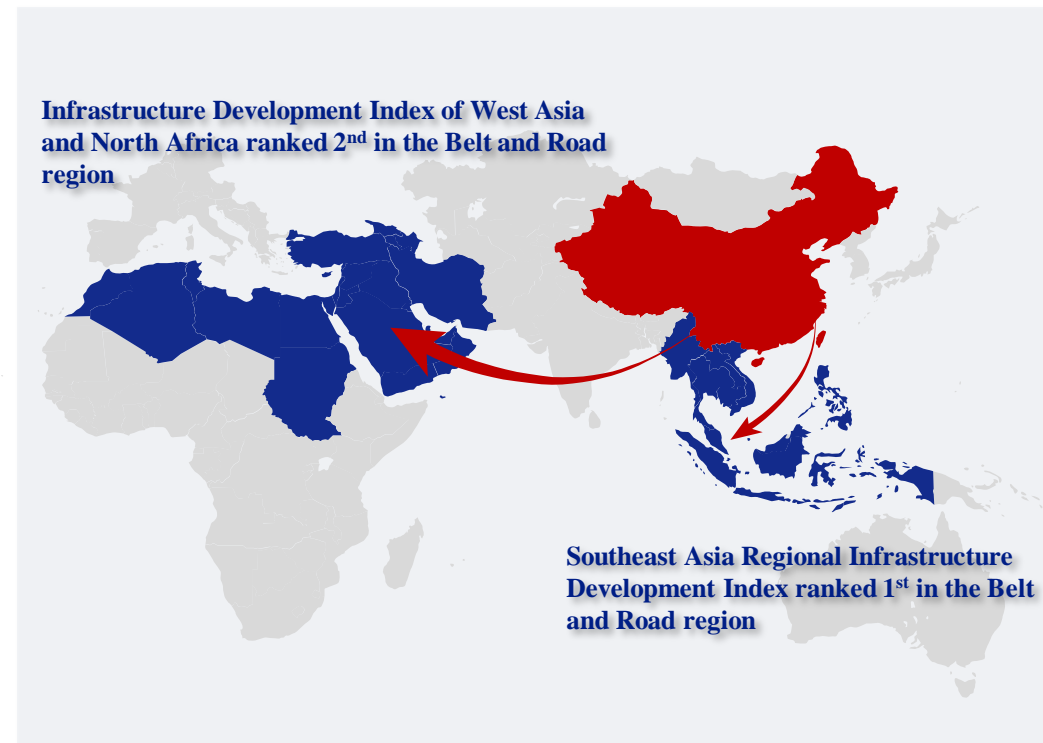 Infrastructure Development Index of West Asia
and North Africa ranked 2nd in the Belt and Road
region
Southeast Asia Regional Infrastructure
Development Index ranked 1st in the Belt
and Road region